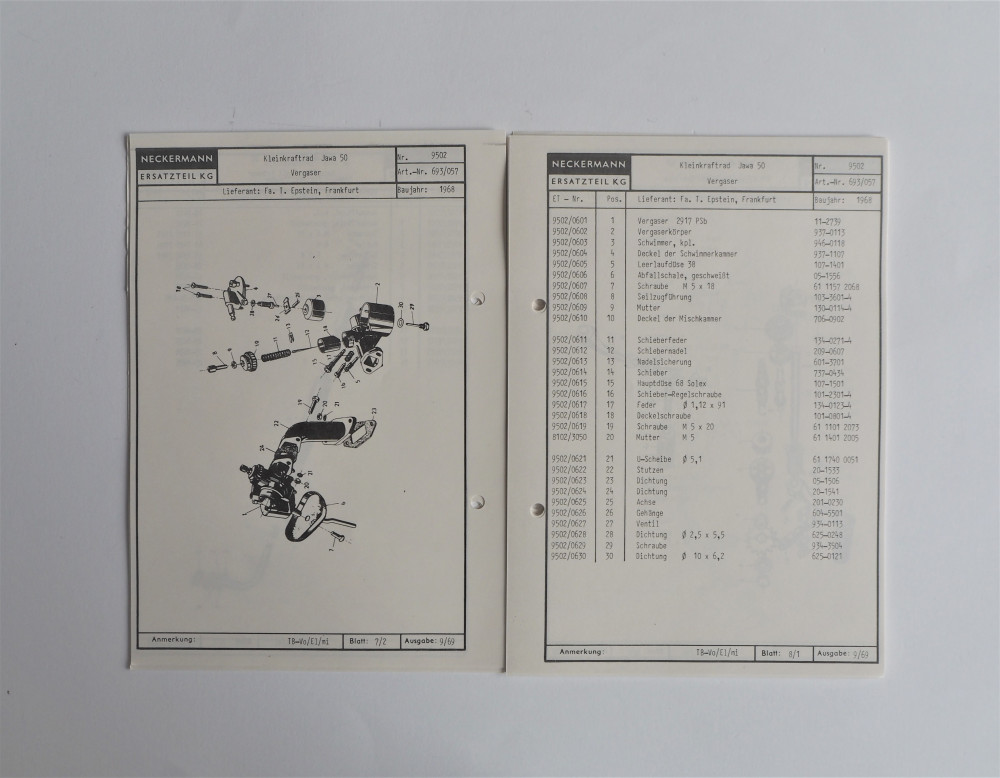 NECKERMANN
ERSATZTEIL KG
Kleinkraftrad Jawa 50
Vergaser
Nr. 9502
Art.-Nr. 693/057
Lieferant: Fa. T. Epstein, Frankfurt
Baujahr: 1968
Anmerkung:
TB-Vo/El/mi
Blatt: 7/2
Ausgabe: 9/69
NECKERMANN
ERSATZTEIL KG
Kleinkraftrad Jawa 50
Vergaser
Nr. 9502
Art.-Nr. 693/057
ET - Nr. Pos. Lieferant: Fa. T. Epstein, Frankfurt Baujahr: 1968
9502/0601 1 Vergaser 2917 PSb 11-2739
9502/0602 2 Vergaserkörper 937-0113
9502/0603 3 Schwimmer, kpl. 946-0118
9502/0604 4 Deckel der Schwimmerkammer 937-1107
9502/0605 5 Leerlaufdüse 38 107-1401
9502/0606 6 Abfallschale, geschweißt 05-1556
9502/0607 7 Schraube M 5 x 18 61 1157 2068
9502/0608 8 Seilzugführung 183-3601-4
9502/0609 9 Mutter 130-0114-4
9502/0610 10 Deckel der Mischkammer 706-0902
9502/0611 11 Schieberfeder 134-0271-4
9502/0612 12 Schiebernadel 209-0607
9502/0613 13 Nadelsicherung 601-3701
9502/0614 14 Schieber 737-0434
9502/0615 15 Hauptdüse 68 Solex 107-1501
9502/0616 16 Schieber-Regelschraube 101-2301-4
9502/0617 17 Feder Ø 1,12 x 91 134-0123-4
9502/0618 18 Deckelschraube 101-0801-4
9502/0619 19 Schraube M 5 x 20 61 1101 2073
8102/3050 20 Mutter M 5 61 1401 2005
9502/0621 21 U-Scheibe Ø 5,1 61 1740 0051
9502/0622 22 Stutzen 20-1533
9502/0623 23 Dichtung 05-1506
9502/0624 24 Dichtung 20-1541
9502/0625 25 Achse 201-0230
9502/0626 26 Gehänge 604-5501
9502/0627 27 Ventil 934-0113
9502/0628 28 Dichtung Ø 2,5 x 5,5 625-0248
9502/0629 29 Schraube 934-3504
9502/0630 30 Dichtung Ø 10 x 6,2 625-0121
Anmerkung:
TB-Vo/El/mi
Blatt: 8/1
Ausgabe: 9/69